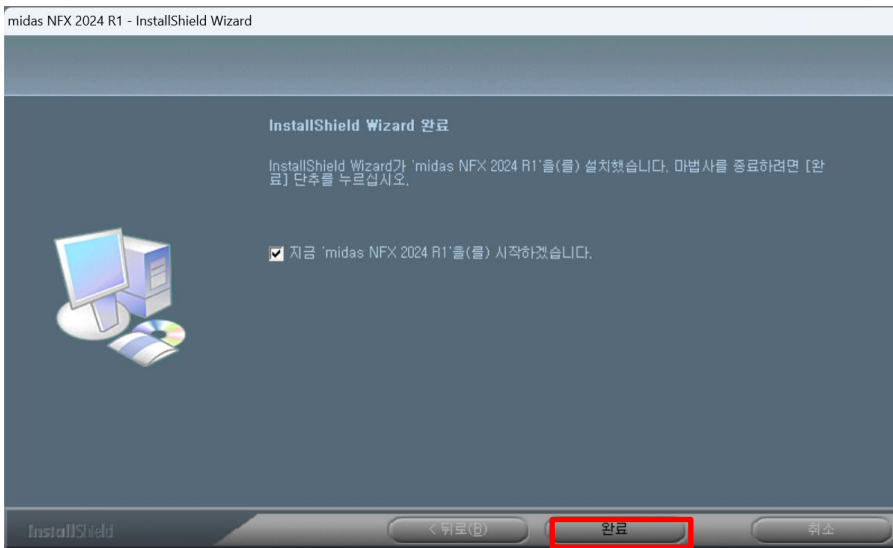 midas NFX 2024 R1 - InstallShield Wizard
InstallShield Wizard 완료
InstallShield Wizard가 'midas NFX 2024 R1'을(를) 설치했습니다. 마법사를 종료하려면 [완
료] 단추를 누르십시오.
지금 'midas NFX 2024 R1'을(를) 시작하겠습니다.
InstallShield
< 뒤로(B)
완료
취소